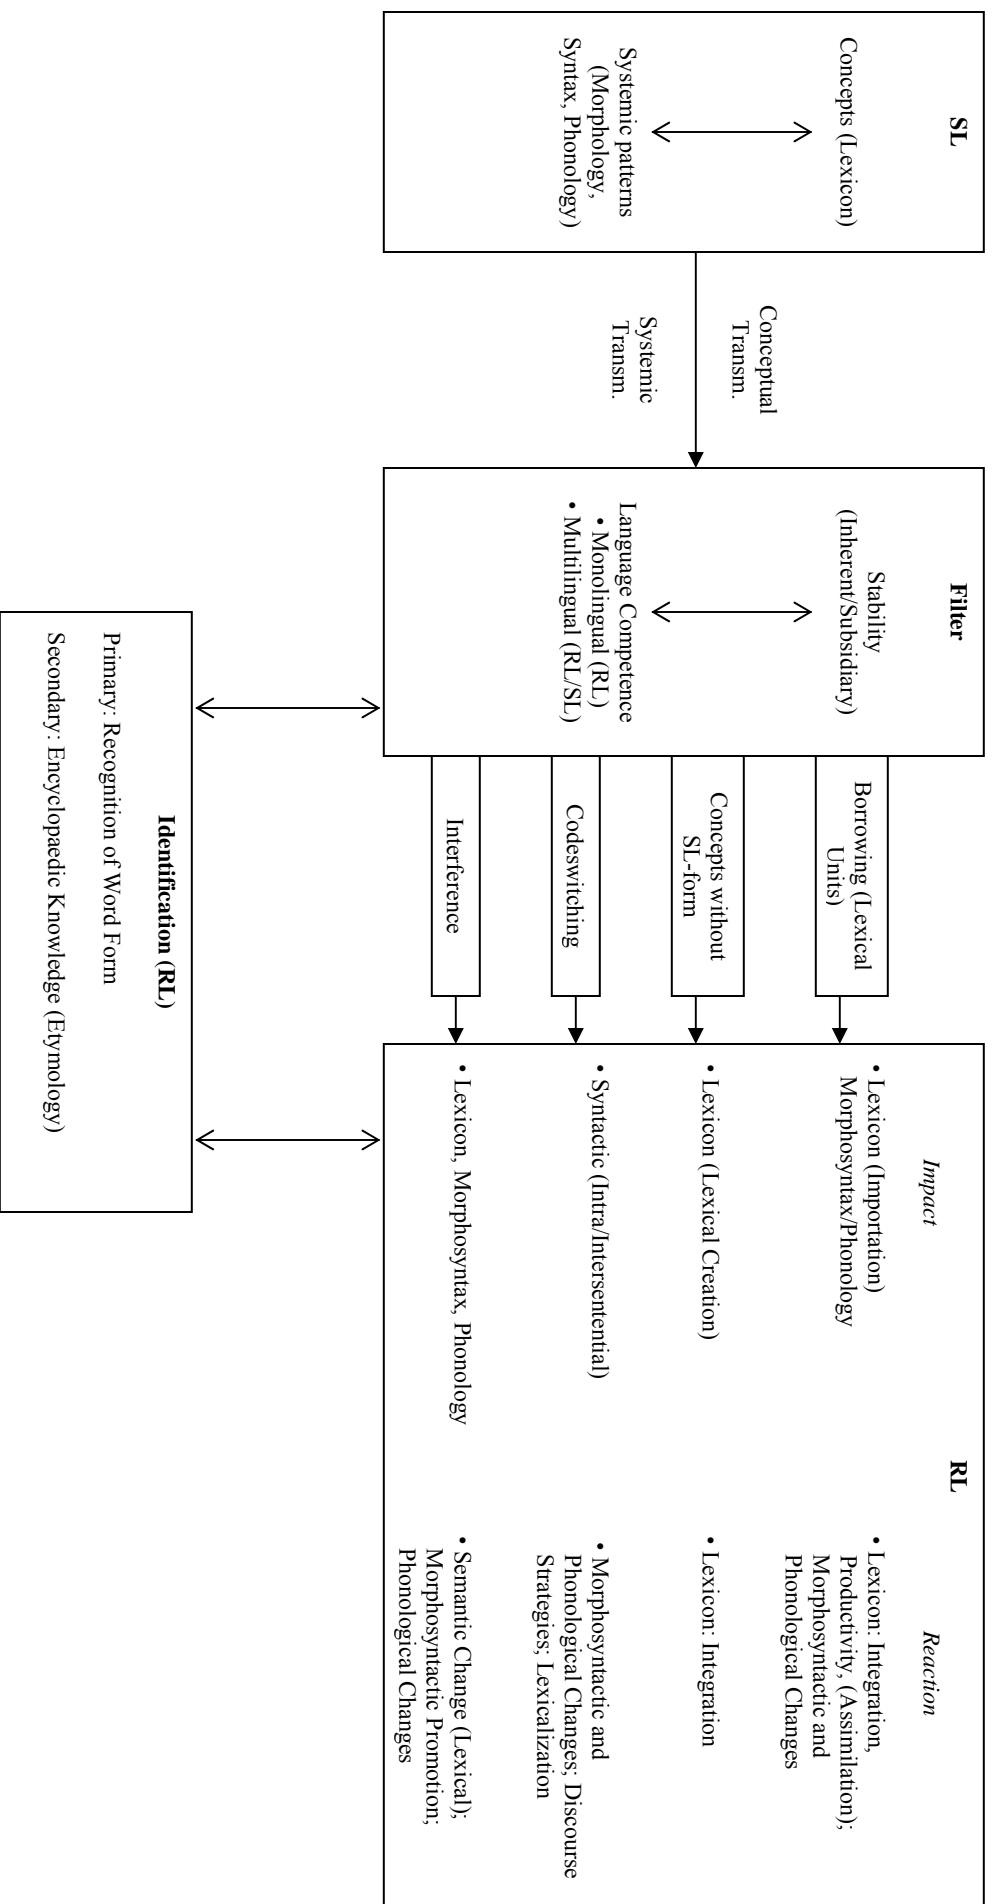 SL
Concepts (Lexicon)
Systemic patterns
(Morphology,
Syntax, Phonology)
Conceptual
Transm.
Systemic
Transm.
Filter
Stability
(Inherent/Subsidiary)
Language Competence
• Monolingual (RL)
• Multilingual (RL/SL)
Borrowing (Lexical
Units)
Concepts without
SL-form
Codeswitching
Interference
RL
Impact
• Lexicon (Importation)
Morphosyntax/Phonology
• Lexicon (Lexical Creation)
• Syntactic (Intra/Intersentential)
• Lexicon, Morphosyntax, Phonology
Reaction
• Lexicon: Integration,
Productivity, (Assimilation);
Morphosyntactic and
Phonological Changes
• Lexicon: Integration
• Morphosyntactic and
Phonological Changes; Discourse
Strategies; Lexicalization
• Semantic Change (Lexical);
Morphosyntactic Promotion;
Phonological Changes
Identification (RL)
Primary: Recognition of Word Form
Secondary: Encyclopaedic Knowledge (Etymology)